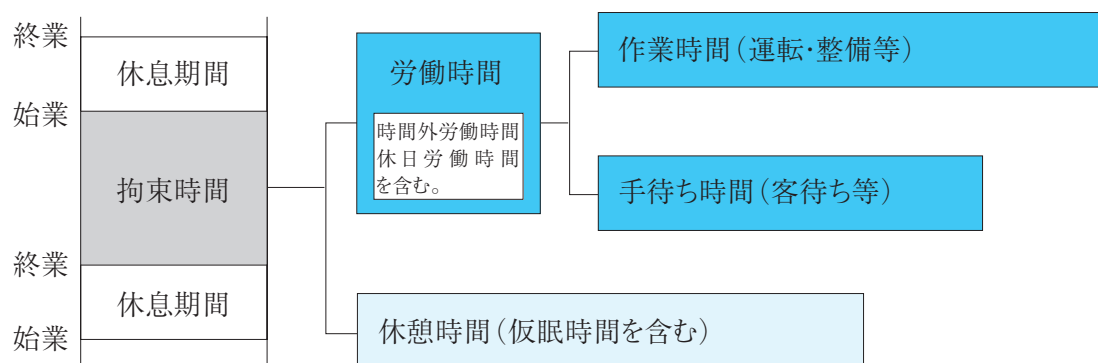 終業
休息期間
始業
拘束時間
終業
休息期間
始業
労働時間
時間外労働時間
休日労働時間
を含む。
作業時間（運転・整備等）
手待ち時間（客待ち等）
休憩時間（仮眠時間を含む）